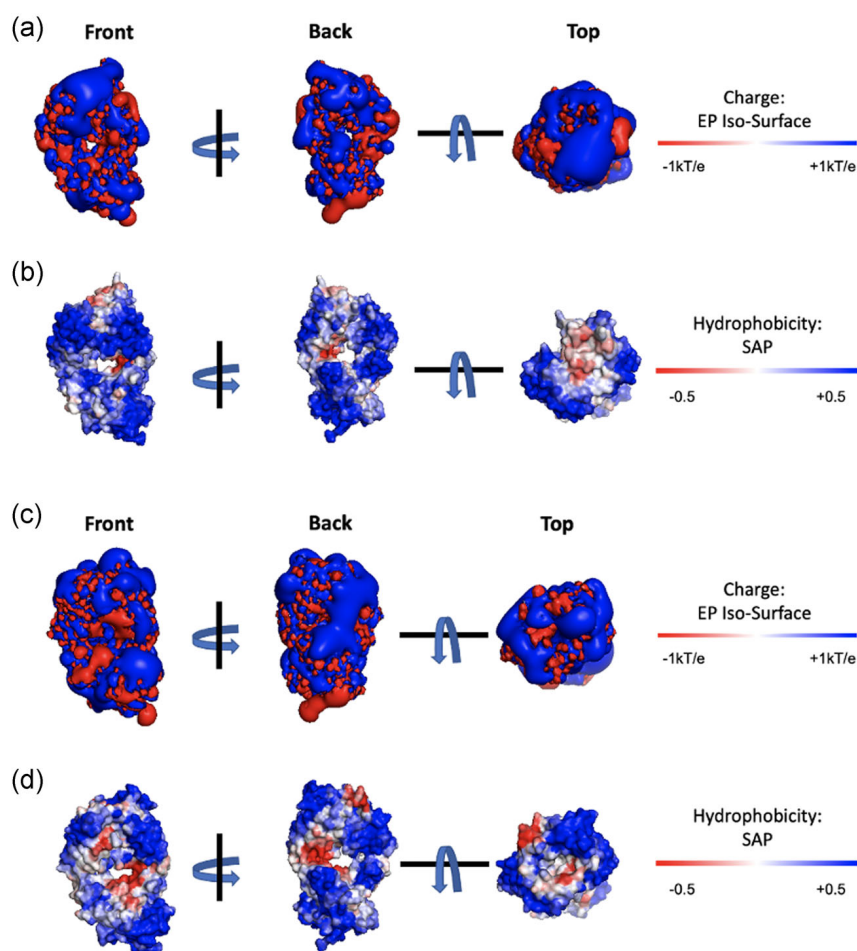 (a)
Front Back Top
Charge:
EP Iso-Surface
-1kT/e +1kT/e
(b)
Hydrophobicity:
SAP
-0.5 +0.5
(c)
Front Back Top
Charge:
EP Iso-Surface
-1kT/e +1kT/e
(d)
Hydrophobicity:
SAP
-0.5 +0.5